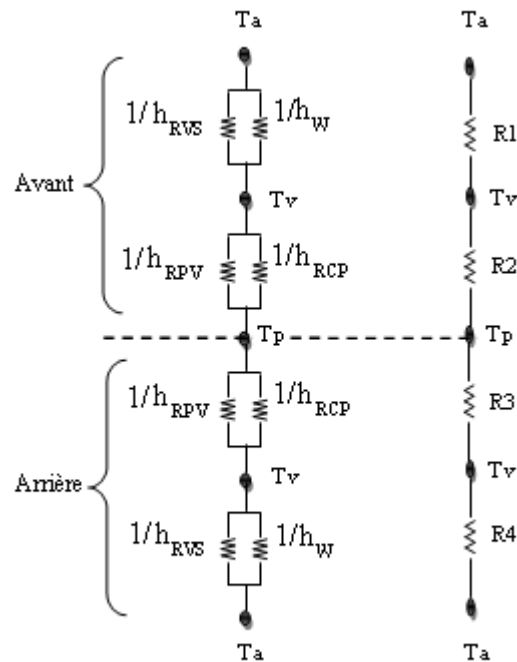 Ta Ta
1/hRVS 1/hW R1
Avant
Tv Tv
1/hRPV 1/hRCP R2
Tp Tp
1/hRPV 1/hRCP R3
Arrière
Tv Tv
1/hRVS 1/hW R4
Ta Ta